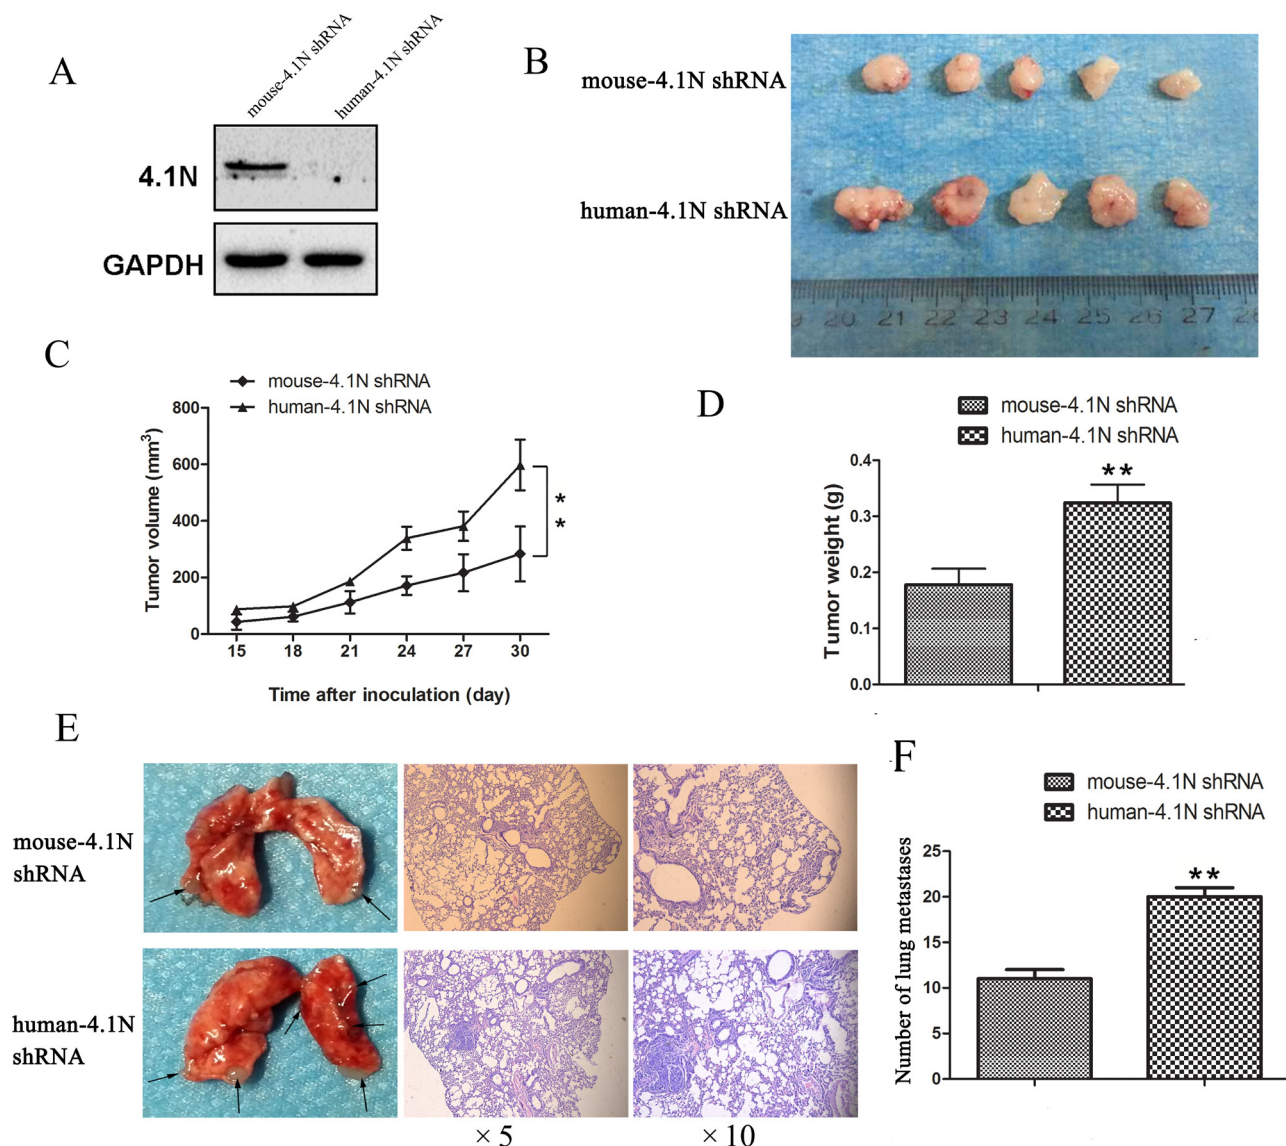 A
mouse-4.1N shRNA
human-4.1N shRNA
4.1N
GAPDH
B
mouse-4.1N shRNA
human-4.1N shRNA
9 20 21 22 23 24 25 26 27 28
C
mouse-4.1N shRNA
human-4.1N shRNA
Tumor volume (mm³)
800
600
400
200
0
* *
15 18 21 24 27 30
Time after inoculation (day)
D
mouse-4.1N shRNA
human-4.1N shRNA
Tumor weight (g)
0.4
0.3
0.2
0.1
0.0
**
E
mouse-4.1N
shRNA
human-4.1N
shRNA
× 5
× 10
F
mouse-4.1N shRNA
human-4.1N shRNA
Number of lung metastases
25
20
15
10
5
0
**